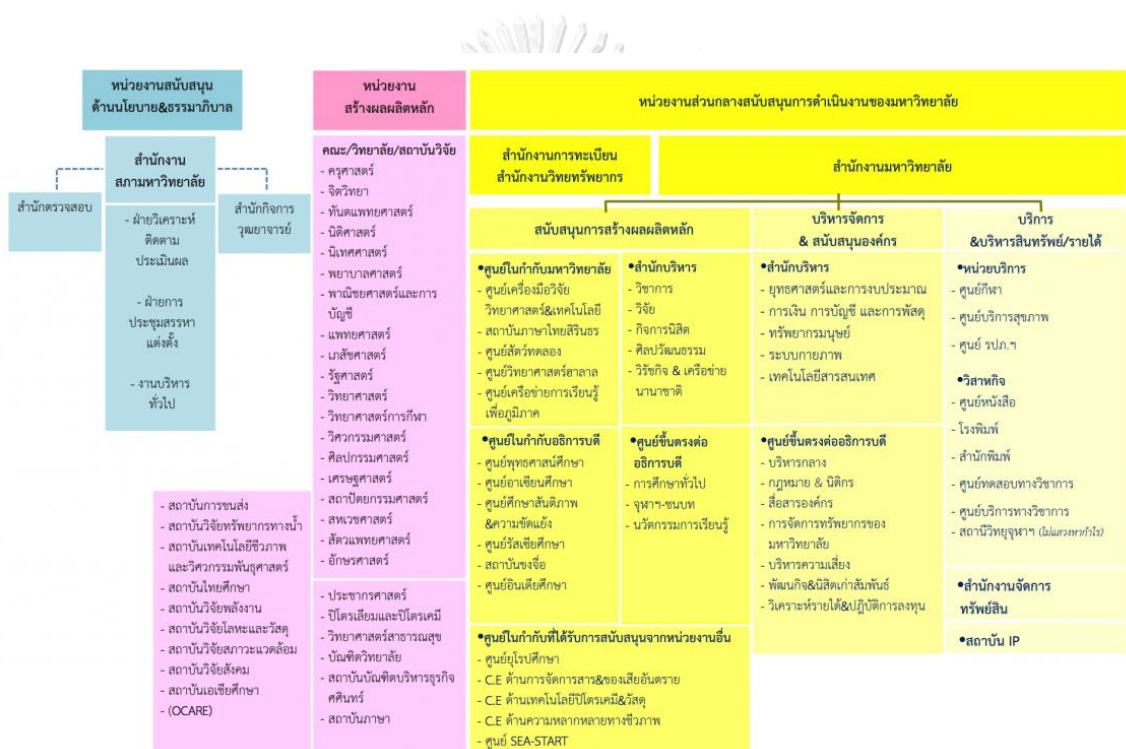 หน่วยงานสนับสนุน
ด้านนโยบาย&ธรรมาภิบาล
สำนักงาน
สภามหาวิทยาลัย
สำนักตรวจสอบ
- ฝ่ายวิเคราะห์
ติดตาม
ประเมินผล
- ฝ่ายการ
ประชุมสรรหา
แต่งตั้ง
- งานบริหาร
ทั่วไป
สำนักกิจการ
วุฒยาจารย์
หน่วยงาน
สร้างผลผลิตหลัก
คณะ/วิทยาลัย/สถาบันวิจัย
- ครุศาสตร์
- จิตวิทยา
- ทันตแพทยศาสตร์
- นิติศาสตร์
- นิเทศศาสตร์
- พยาบาลศาสตร์
- พาณิชยศาสตร์และการ
บัญชี
- แพทยศาสตร์
- เภสัชศาสตร์
- รัฐศาสตร์
- วิทยาศาสตร์
- วิทยาศาสตร์การกีฬา
- วิศวกรรมศาสตร์
- ศิลปกรรมศาสตร์
- เศรษฐศาสตร์
- สถาปัตยกรรมศาสตร์
- สหเวชศาสตร์
- สัตวแพทยศาสตร์
- อักษรศาสตร์
- สถาบันการขนส่ง
- สถาบันวิจัยทรัพยากรทางน้ำ
- สถาบันเทคโนโลยีชีวภาพ
และวิศวกรรมพันธุศาสตร์
- สถาบันไทยศึกษา
- สถาบันวิจัยพลังงาน
- สถาบันวิจัยโลหะและวัสดุ
- สถาบันวิจัยสภาวะแวดล้อม
- สถาบันวิจัยสังคม
- สถาบันเอเชียศึกษา
- (OCARE)
- ประชากรศาสตร์
- ปิโตรเลียมและปิโตรเคมี
- วิทยาศาสตร์สาธารณสุข
- บัณฑิตวิทยาลัย
- สถาบันบัณฑิตบริหารธุรกิจ
ศศินทร์
- สถาบันภาษา
หน่วยงานส่วนกลางสนับสนุนการดำเนินงานของมหาวิทยาลัย
สำนักงานการทะเบียน
สำนักงานวิทยทรัพยากร
สำนักงานมหาวิทยาลัย
สนับสนุนการสร้างผลผลิตหลัก
•ศูนย์ในกำกับมหาวิทยาลัย
- ศูนย์เครื่องมือวิจัย
วิทยาศาสตร์&เทคโนโลยี
- สถาบันภาษาไทยสิรินธร
- ศูนย์สัตว์ทดลอง
- ศูนย์วิทยาศาสตร์ฮาลาล
- ศูนย์เครือข่ายการเรียนรู้
เพื่อภูมิภาค
•สำนักบริหาร
- วิชาการ
- วิจัย
- กิจการนิสิต
- ศิลปวัฒนธรรม
- วิรัชกิจ & เครือข่าย
นานาชาติ
•ศูนย์ในกำกับอธิการบดี
- ศูนย์พุทธศาสน์ศึกษา
- ศูนย์อาเซียนศึกษา
- ศูนย์ศึกษาสันติภาพ
&ความขัดแย้ง
- ศูนย์รัสเซียศึกษา
- สถาบันขงจื่อ
- ศูนย์อินเดียศึกษา
•ศูนย์ขึ้นตรงต่อ
อธิการบดี
- การศึกษาทั่วไป
- จุฬาฯ-ชนบท
- นวัตกรรมการเรียนรู้
•ศูนย์ในกำกับที่ได้รับการสนับสนุนจากหน่วยงานอื่น
- ศูนย์ยุโรปศึกษา
- C.E ด้านการจัดการสาร&ของเสียอันตราย
- C.E ด้านเทคโนโลยีปิโตรเคมี&วัสดุ
- C.E ด้านความหลากหลายทางชีวภาพ
- ศูนย์ SEA-START
บริหารจัดการ
& สนับสนุนองค์กร
•สำนักบริหาร
- ยุทธศาสตร์และการงบประมาณ
- การเงิน การบัญชี และการพัสดุ
- ทรัพยากรมนุษย์
- ระบบกายภาพ
- เทคโนโลยีสารสนเทศ
•ศูนย์ขึ้นตรงต่ออธิการบดี
- บริหารกลาง
- กฎหมาย & นิติกร
- สื่อสารองค์กร
- การจัดการทรัพยากรของ
มหาวิทยาลัย
- บริหารความเสี่ยง
- พัฒนกิจ&นิสิตเก่าสัมพันธ์
- วิเคราะห์รายได้&ปฏิบัติการลงทุน
บริการ
&บริหารสินทรัพย์/รายได้
•หน่วยบริการ
- ศูนย์กีฬา
- ศูนย์บริการสุขภาพ
- ศูนย์ รปภ.ฯ
•วิสาหกิจ
- ศูนย์หนังสือ
- โรงพิมพ์
- สำนักพิมพ์
- ศูนย์ทดสอบทางวิชาการ
- ศูนย์บริการทางวิชาการ
- สถานีวิทยุจุฬาฯ (ไม่แสวงหากำไร)
•สำนักงานจัดการ
ทรัพย์สิน
•สถาบัน IP